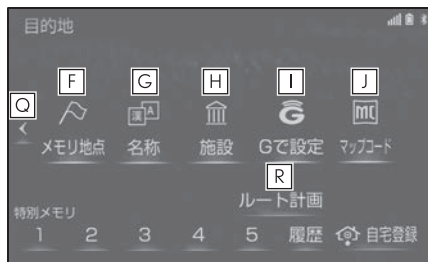 目的地
F G H I J
Q
漢 A G MC
メモリ地点 名称 施設 Gで設定 マップコード
R
ルート計画
特別メモリ
1 2 3 4 5 履歴 自宅登録